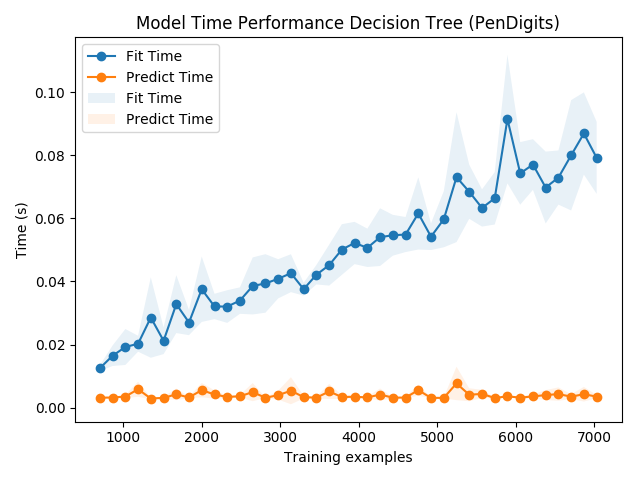 Model Time Performance Decision Tree (PenDigits)
Fit Time
Predict Time
Fit Time
Predict Time
0.10
0.08
0.06
0.04
0.02
0.00
Time (s)
1000 2000 3000 4000 5000 6000 7000
Training examples